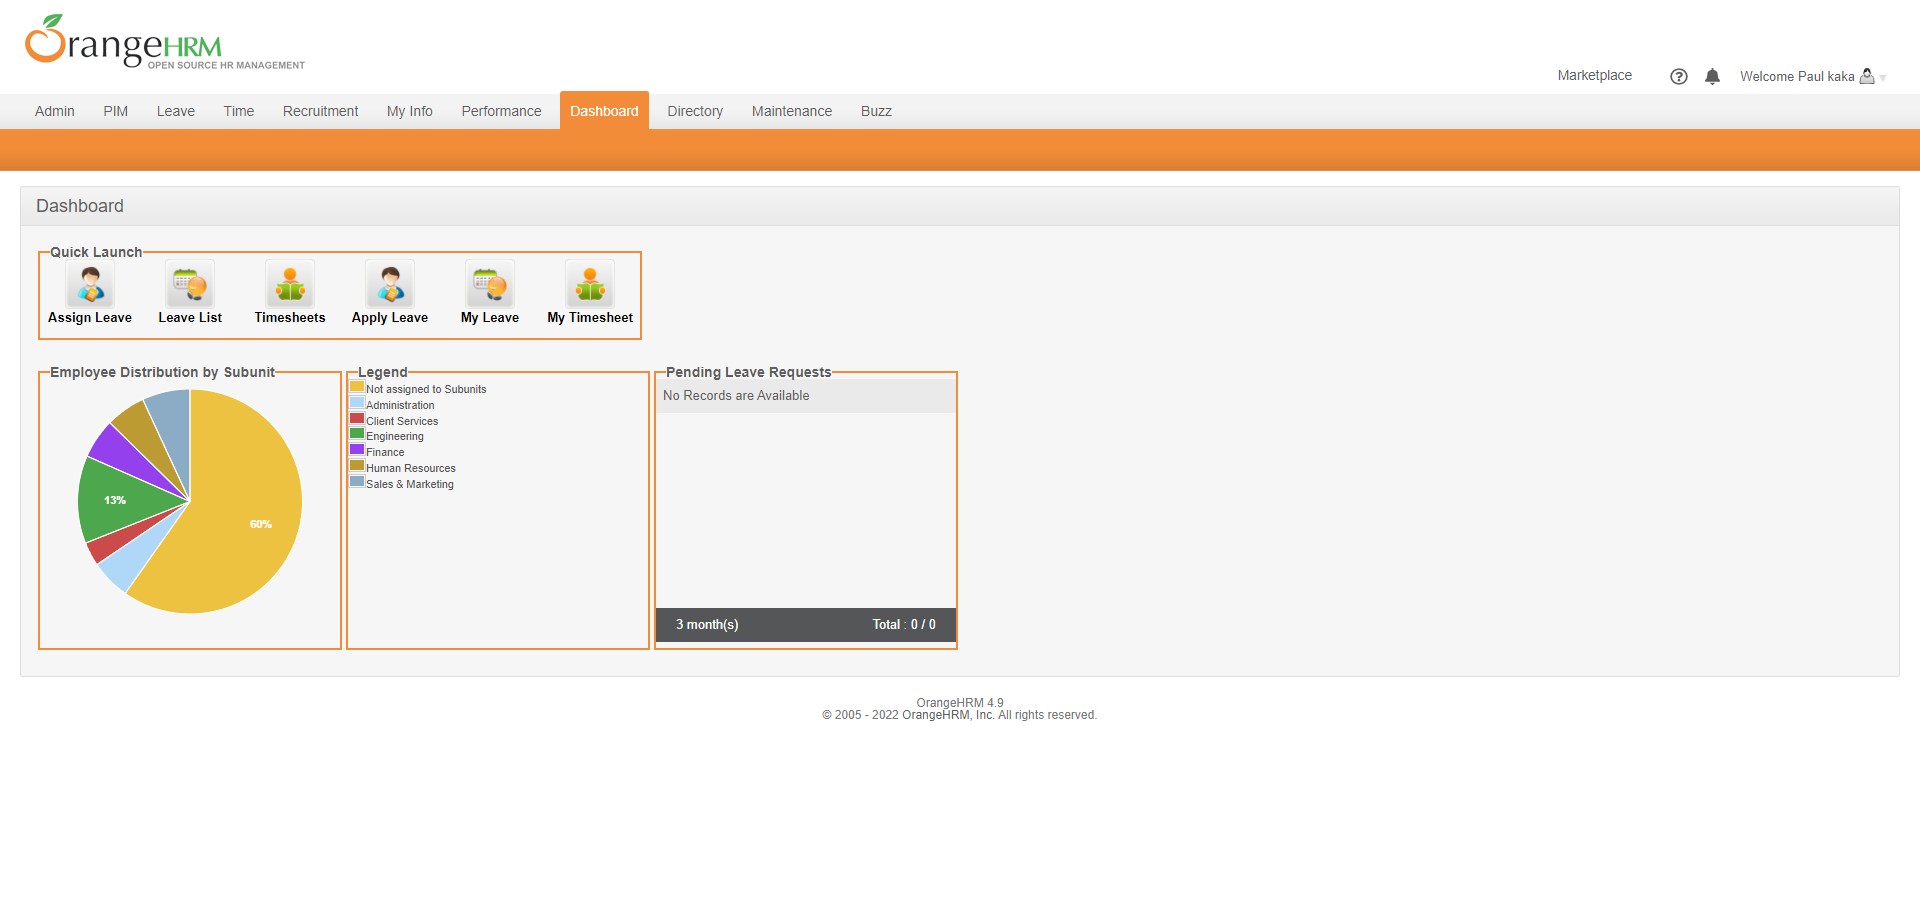 OrangeHRM
OPEN SOURCE HR MANAGEMENT
Marketplace
Welcome Paul kaka
Admin PIM Leave Time Recruitment My Info Performance Dashboard Directory Maintenance Buzz
Dashboard
Quick Launch
Assign Leave Leave List Timesheets Apply Leave My Leave My Timesheet
Employee Distribution by Subunit
13%
60%
Legend
Not assigned to Subunits
Administration
Client Services
Engineering
Finance
Human Resources
Sales & Marketing
Pending Leave Requests
No Records are Available
3 month(s) Total : 0 / 0
OrangeHRM 4.9
© 2005 - 2022 OrangeHRM, Inc. All rights reserved.